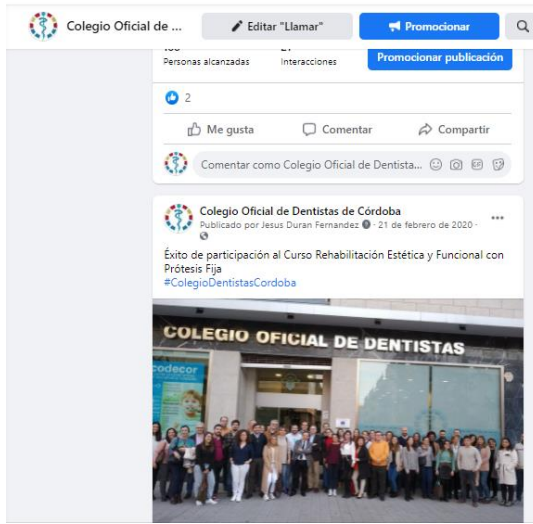 Colegio Oficial de ...
Editar "Llamar"
Promocionar
Personas alcanzadas
Interacciones
Promocionar publicación
2
Me gusta
Comentar
Compartir
Comentar como Colegio Oficial de Dentista...
GIF
Colegio Oficial de Dentistas de Córdoba
Publicado por Jesus Duran Fernandez · 21 de febrero de 2020 ·
Éxito de participación al Curso Rehabilitación Estética y Funcional con
Prótesis Fija
#ColegioDentistasCordoba
COLEGIO OFICIAL DE DENTISTAS
codecor